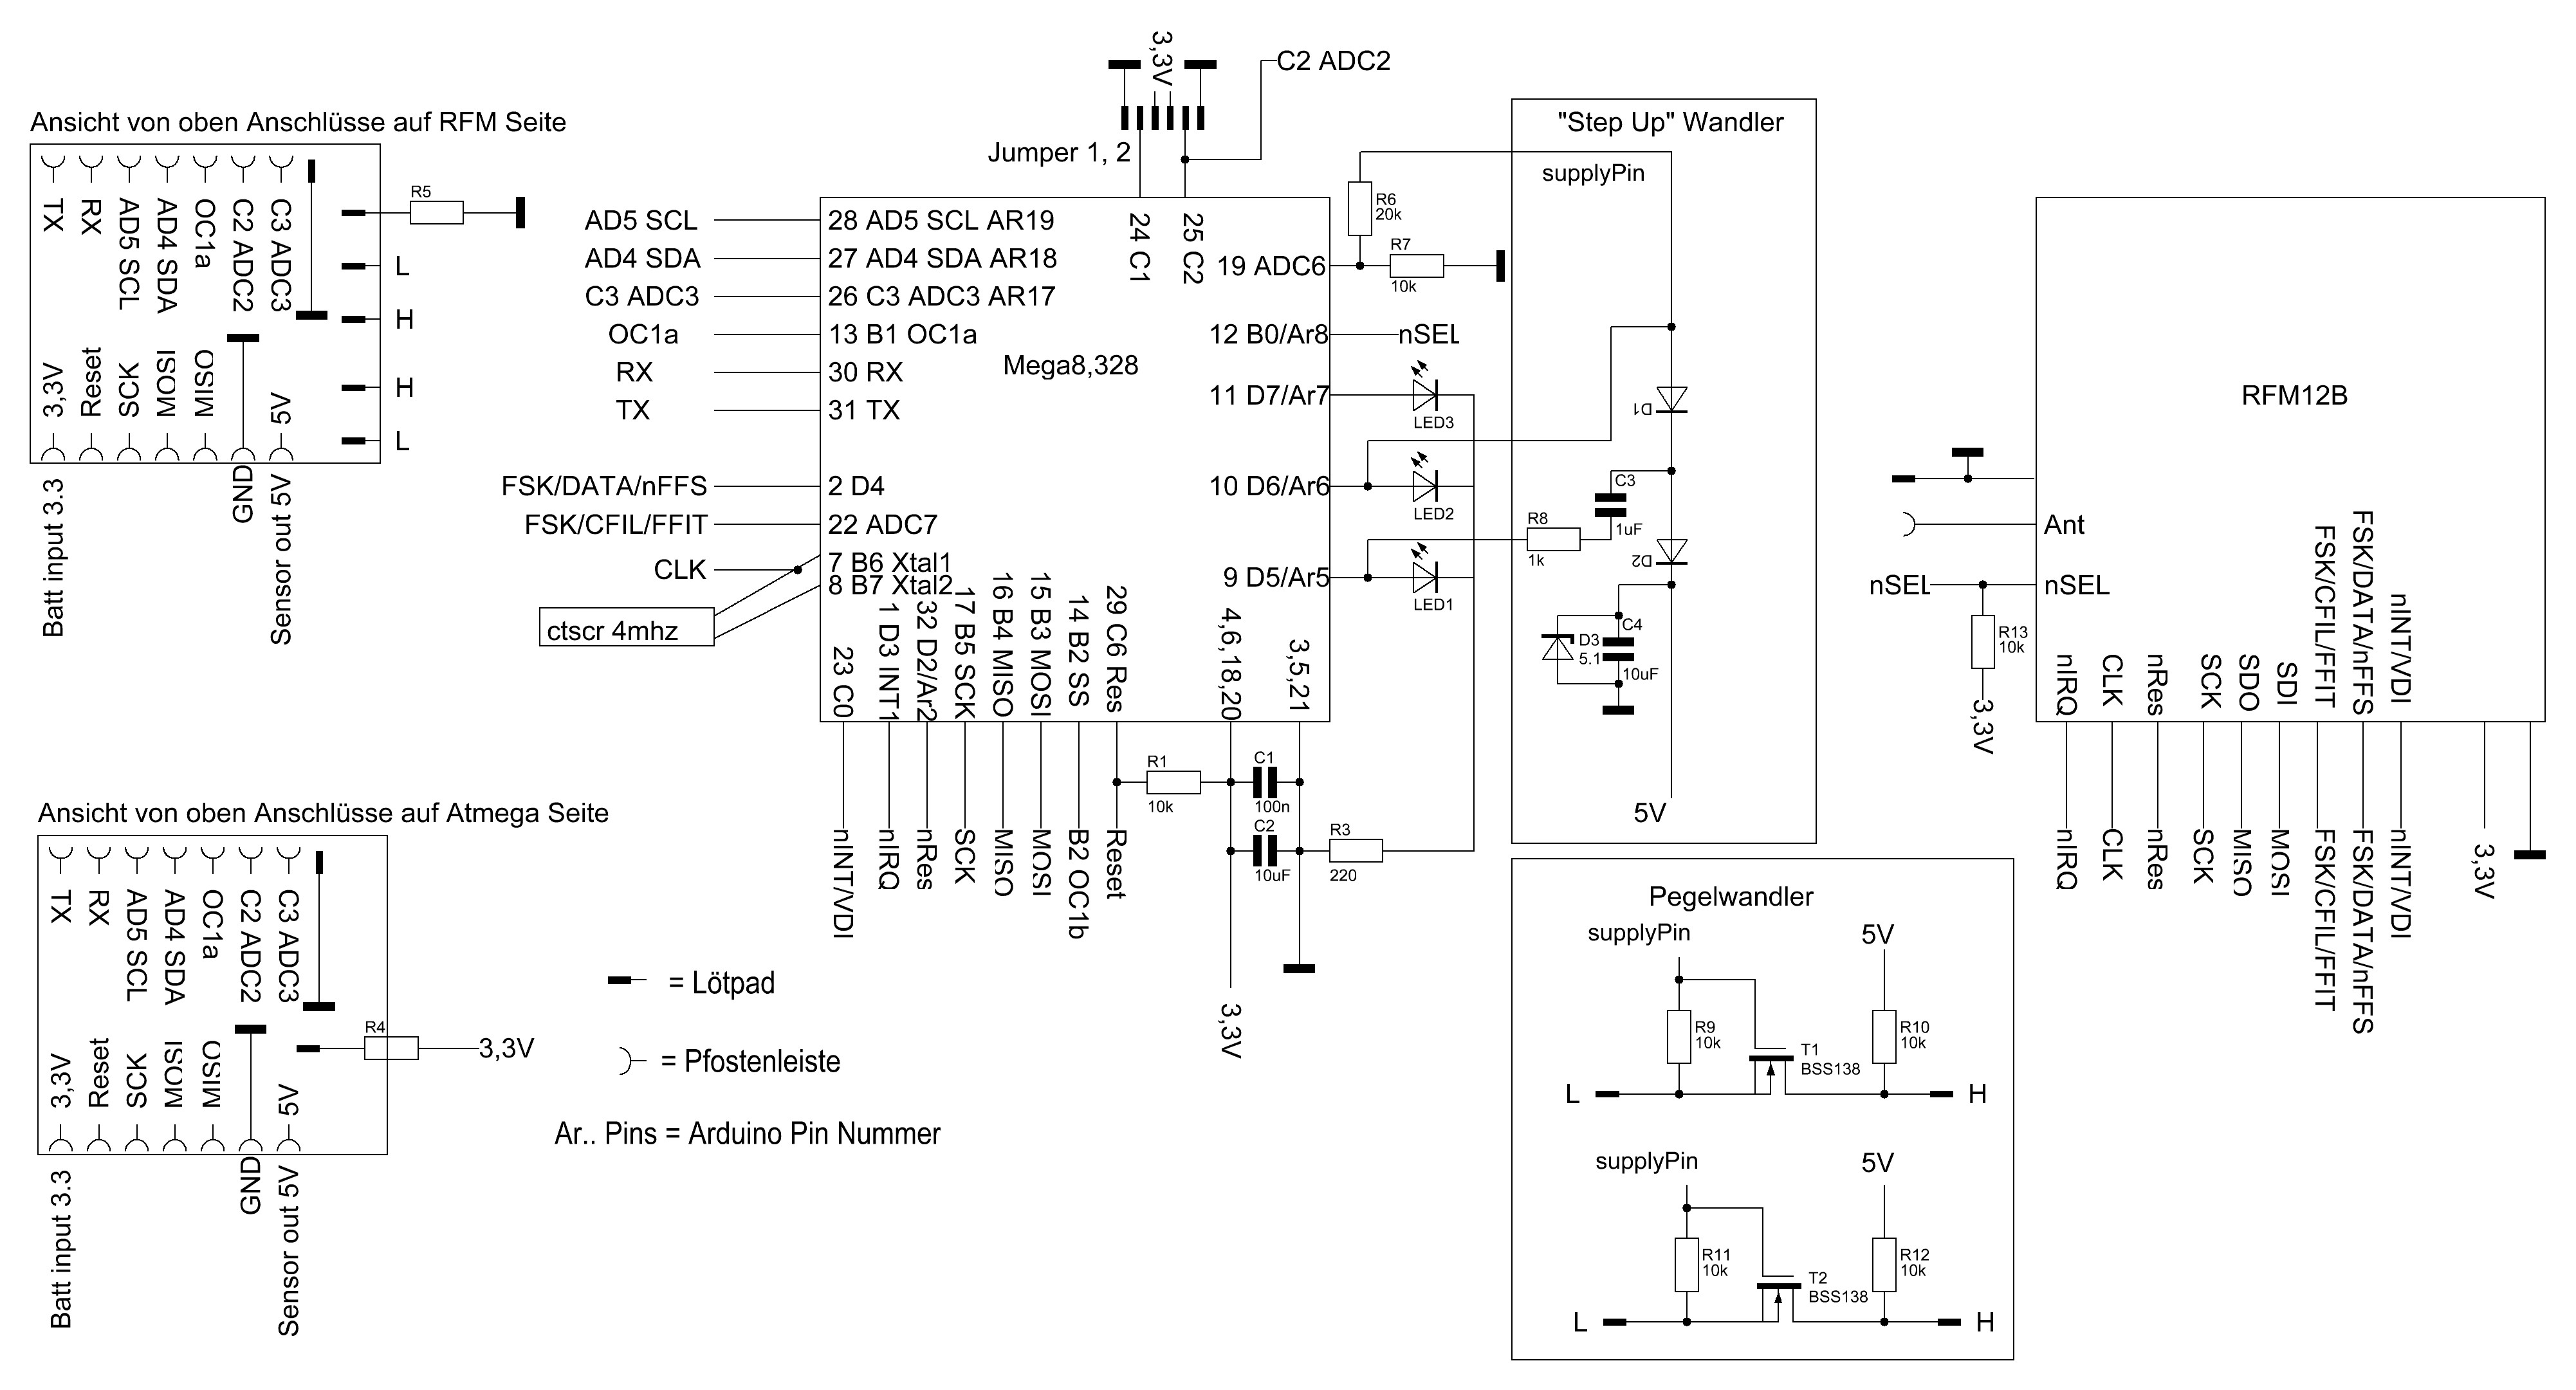 3,3V
C2 ADC2
Jumper 1, 2
Ansicht von oben Anschlüsse auf RFM Seite
TX
RX
AD5 SCL
AD4 SDA
OC1a
C2 ADC2
C3 ADC3
3,3V
Reset
SCK
MOSI
MISO
5V
R5
L
H
H
L
Batt input 3.3
GND
Sensor out 5V
AD5 SCL
AD4 SDA
C3 ADC3
OC1a
RX
TX
FSK/DATA/nFFS
FSK/CFIL/FFIT
CLK
ctscr 4mhz
28 AD5 SCL AR19
27 AD4 SDA AR18
26 C3 ADC3 AR17
13 B1 OC1a
30 RX
31 TX
2 D4
22 ADC7
7 B6 Xtal1
8 B7 Xtal2
24 C1
25 C2
Mega8,328
19 ADC6
12 B0/Ar8
11 D7/Ar7
10 D6/Ar6
9 D5/Ar5
23 C0
1 D3 INT1
32 D2/Ar2
17 B5 SCK
16 B4 MISO
15 B3 MOSI
14 B2 SS
29 C6 Res
4,6,18,20
3,5,21
nINT/VDI
nIRQ
nRes
SCK
MISO
MOSI
B2 OC1b
Reset
R1
10k
C1
100n
C2
10uF
R3
220
3,3V
R6
20k
R7
10k
nSEL
LED3
LED2
LED1
"Step Up" Wandler
supplyPin
D1
C3
1uF
R8
1k
D2
D3
5.1
C4
10uF
5V
RFM12B
Ant
nSEL
nSEL
R13
10k
3,3V
nIRQ
CLK
nRes
SCK
SDO
SDI
FSK/CFIL/FFIT
FSK/DATA/nFFS
nINT/VDI
nIRQ
CLK
nRes
SCK
MISO
MOSI
FSK/CFIL/FFIT
FSK/DATA/nFFS
nINT/VDI
3,3V
Ansicht von oben Anschlüsse auf Atmega Seite
TX
RX
AD5 SCL
AD4 SDA
OC1a
C2 ADC2
C3 ADC3
3,3V
Reset
SCK
MOSI
MISO
5V
R4
3,3V
Batt input 3.3
GND
Sensor out 5V
= Lötpad
= Pfostenleiste
Ar.. Pins = Arduino Pin Nummer
Pegelwandler
supplyPin
5V
R9
10k
T1
BSS138
R10
10k
L
H
supplyPin
5V
R11
10k
T2
BSS138
R12
10k
L
H